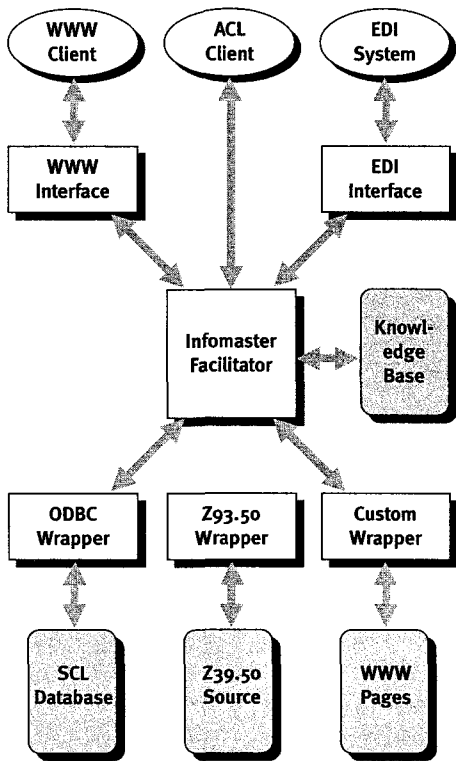 WWW
Client
ACL
Client
EDI
System
WWW
Interface
EDI
Interface
Infomaster
Facilitator
Knowl-
edge
Base
ODBC
Wrapper
Z93.50
Wrapper
Custom
Wrapper
SCL
Database
Z39.50
Source
WWW
Pages